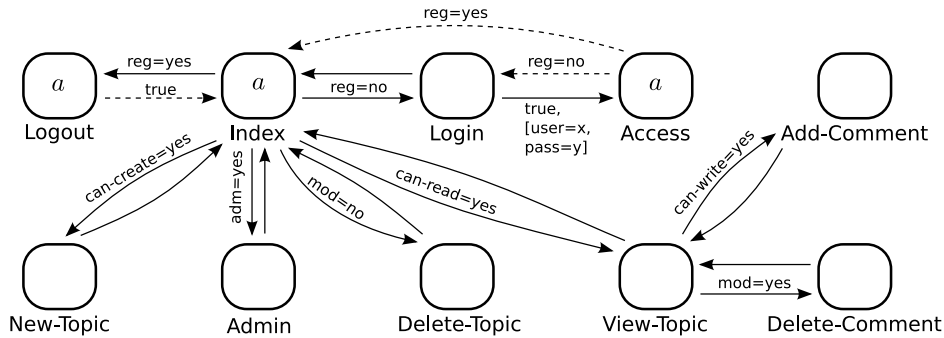 reg=yes
reg=yes
reg=no
a
a
a
true
reg=no
true,
[user=x,
pass=y]
Logout
Index
Login
Access
Add-Comment
can-create=yes
adm=yes
mod=no
can-read=yes
can-write=yes
mod=yes
New-Topic
Admin
Delete-Topic
View-Topic
Delete-Comment